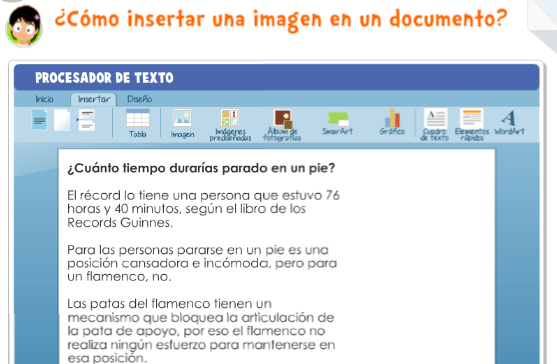 ¿Cómo insertar una imagen en un documento?
PROCESADOR DE TEXTO
Inicio Insertar Diseño
Tabla Imagen Imágenes prediseñadas Álbum de fotografías SmarArt Gráfico Cuadro de texto Elementos rápidos WordArt
¿Cuánto tiempo durarías parado en un pie?
El récord lo tiene una persona que estuvo 76
horas y 40 minutos, según el libro de los
Records Guinnes.
Para las personas pararse en un pie es una
posición cansadora e incómoda, pero para
un flamenco, no.
Las patas del flamenco tienen un
mecanismo que bloquea la articulación de
la pata de apoyo, por eso el flamenco no
realiza ningún esfuerzo para mantenerse en
esa posición.